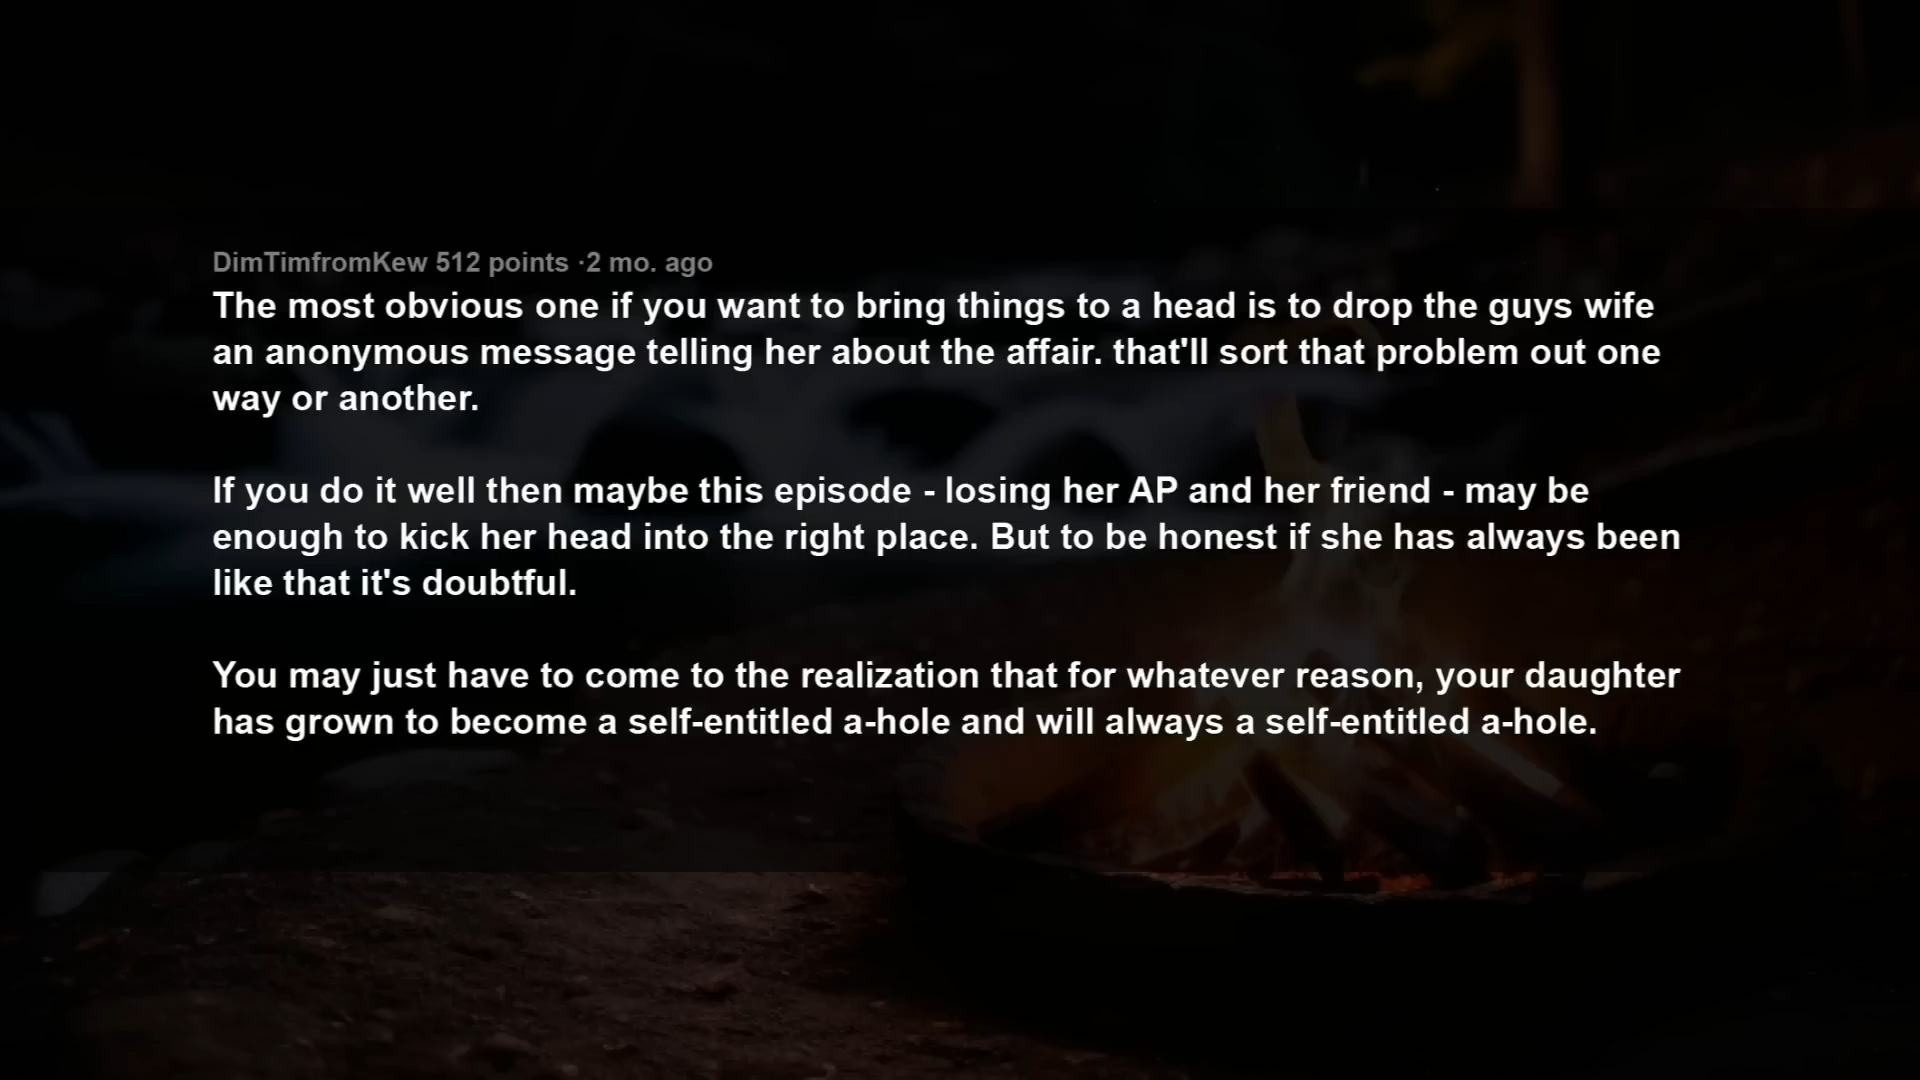 DimTimfromKew 512 points ·2 mo. ago
The most obvious one if you want to bring things to a head is to drop the guys wife
an anonymous message telling her about the affair. that'll sort that problem out one
way or another.
If you do it well then maybe this episode - losing her AP and her friend - may be
enough to kick her head into the right place. But to be honest if she has always been
like that it's doubtful.
You may just have to come to the realization that for whatever reason, your daughter
has grown to become a self-entitled a-hole and will always a self-entitled a-hole.